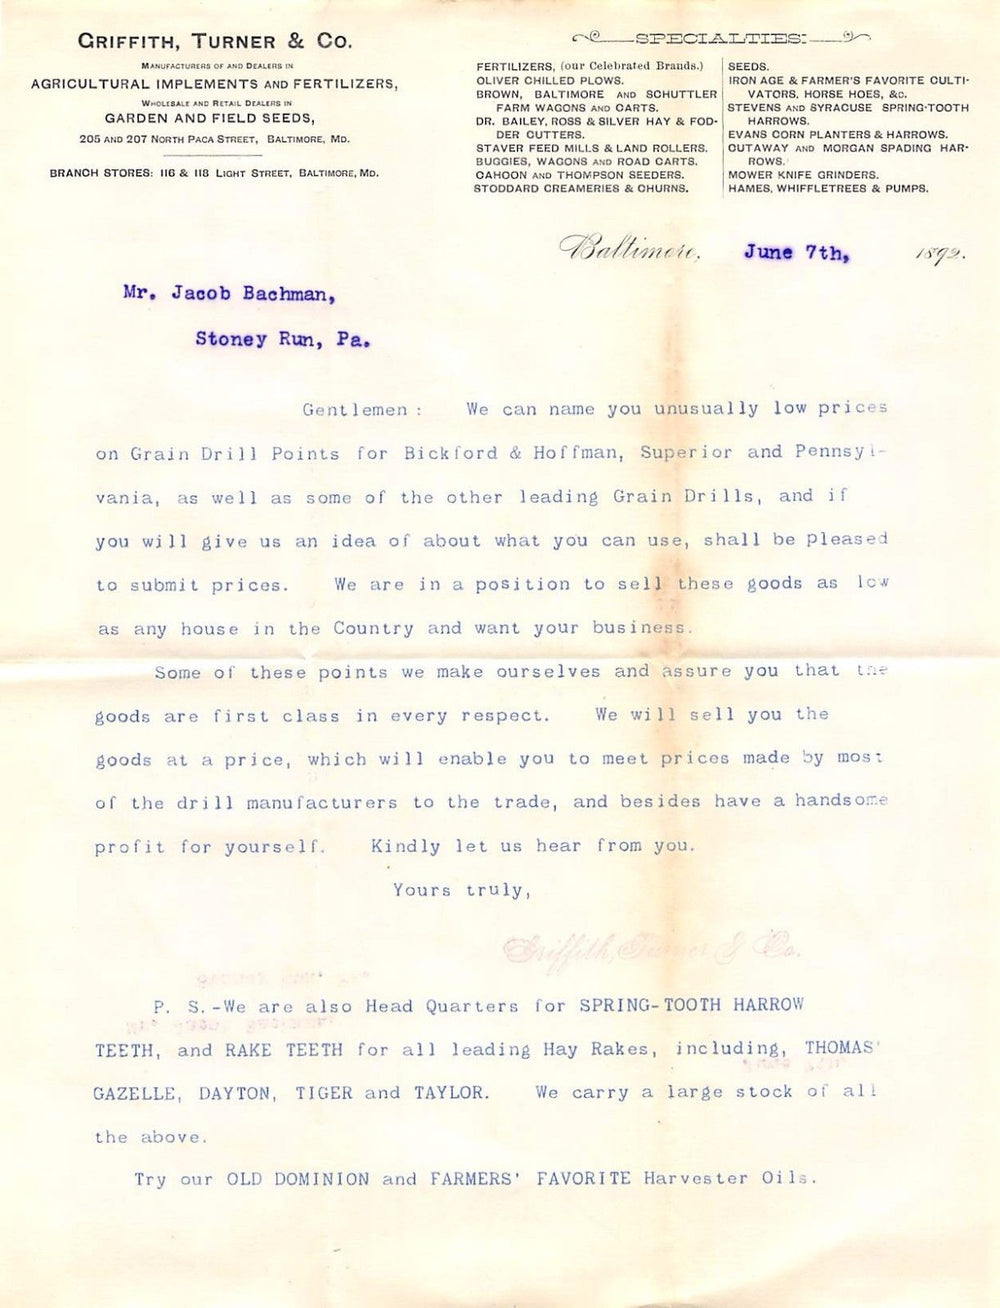 GRIFFITH, TURNER & CO.
MANUFACTURERS OF AND DEALERS IN
AGRICULTURAL IMPLEMENTS AND FERTILIZERS,
WHOLESALE AND RETAIL DEALERS IN
GARDEN AND FIELD SEEDS,
205 AND 207 NORTH PACA STREET, BALTIMORE, MD.
BRANCH STORES: 116 & 118 LIGHT STREET, BALTIMORE, MD.
SPECIALTIES:
FERTILIZERS, (our Celebrated Brands.)
OLIVER CHILLED PLOWS.
BROWN, BALTIMORE AND SCHUTTLER
FARM WAGONS AND CARTS.
DR. BAILEY, ROSS & SILVER HAY & FOD-
DER CUTTERS.
STAVER FEED MILLS & LAND ROLLERS.
BUGGIES, WAGONS AND ROAD CARTS.
CAHOON AND THOMPSON SEEDERS.
STODDARD CREAMERIES & CHURNS.
SEEDS.
IRON AGE & FARMER'S FAVORITE CULTI-
VATORS, HORSE HOES, &C.
STEVENS AND SYRACUSE SPRING-TOOTH
HARROWS.
EVANS CORN PLANTERS & HARROWS.
CUTAWAY AND MORGAN SPADING HAR-
ROWS.
MOWER KNIFE GRINDERS.
HAMES, WHIFFLETREES & PUMPS.
Baltimore, June 7th, 1892.
Mr. Jacob Bachman,
Stoney Run, Pa.
Gentlemen: We can name you unusually low prices
on Grain Drill Points for Bickford & Hoffman, Superior and Pennsyl-
vania, as well as some of the other leading Grain Drills, and if
you will give us an idea of about what you can use, shall be pleased
to submit prices. We are in a position to sell these goods as low
as any house in the Country and want your business.
Some of these points we make ourselves and assure you that the
goods are first class in every respect. We will sell you the
goods at a price, which will enable you to meet prices made by most
of the drill manufacturers to the trade, and besides have a handsome
profit for yourself. Kindly let us hear from you.
Yours truly,
Griffith, Turner & Co.
P. S.-We are also Head Quarters for SPRING-TOOTH HARROW
TEETH, and RAKE TEETH for all leading Hay Rakes, including, THOMAS'
GAZELLE, DAYTON, TIGER and TAYLOR. We carry a large stock of all
the above.
Try our OLD DOMINION and FARMERS' FAVORITE Harvester Oils.